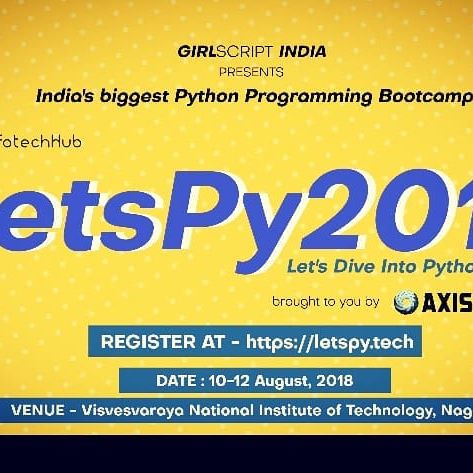 GIRLSCRIPT INDIA
PRESENTS
India's biggest Python Programming Bootcamp
fotechHub
etsPy201
Let's Dive Into Pytho
brought to you by AXIS
REGISTER AT - https://letspy.tech
DATE : 10-12 August, 2018
VENUE - Visvesvaraya National Institute of Technology, Nag